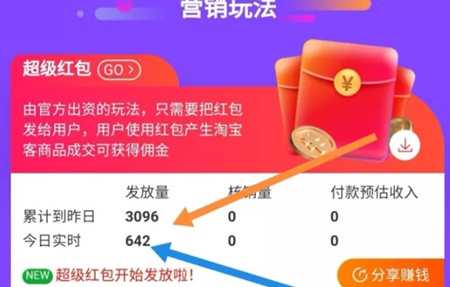 营销玩法
超级红包 GO >
由官方出资的玩法，只需要把红包
发给用户，用户使用红包产生淘宝
客商品成交可获得佣金
发放量 核销量 付款预估收入
累计到昨日 3096 0 0
今日实时 642 0 0
NEW 超级红包开始发放啦！ 分享赚钱